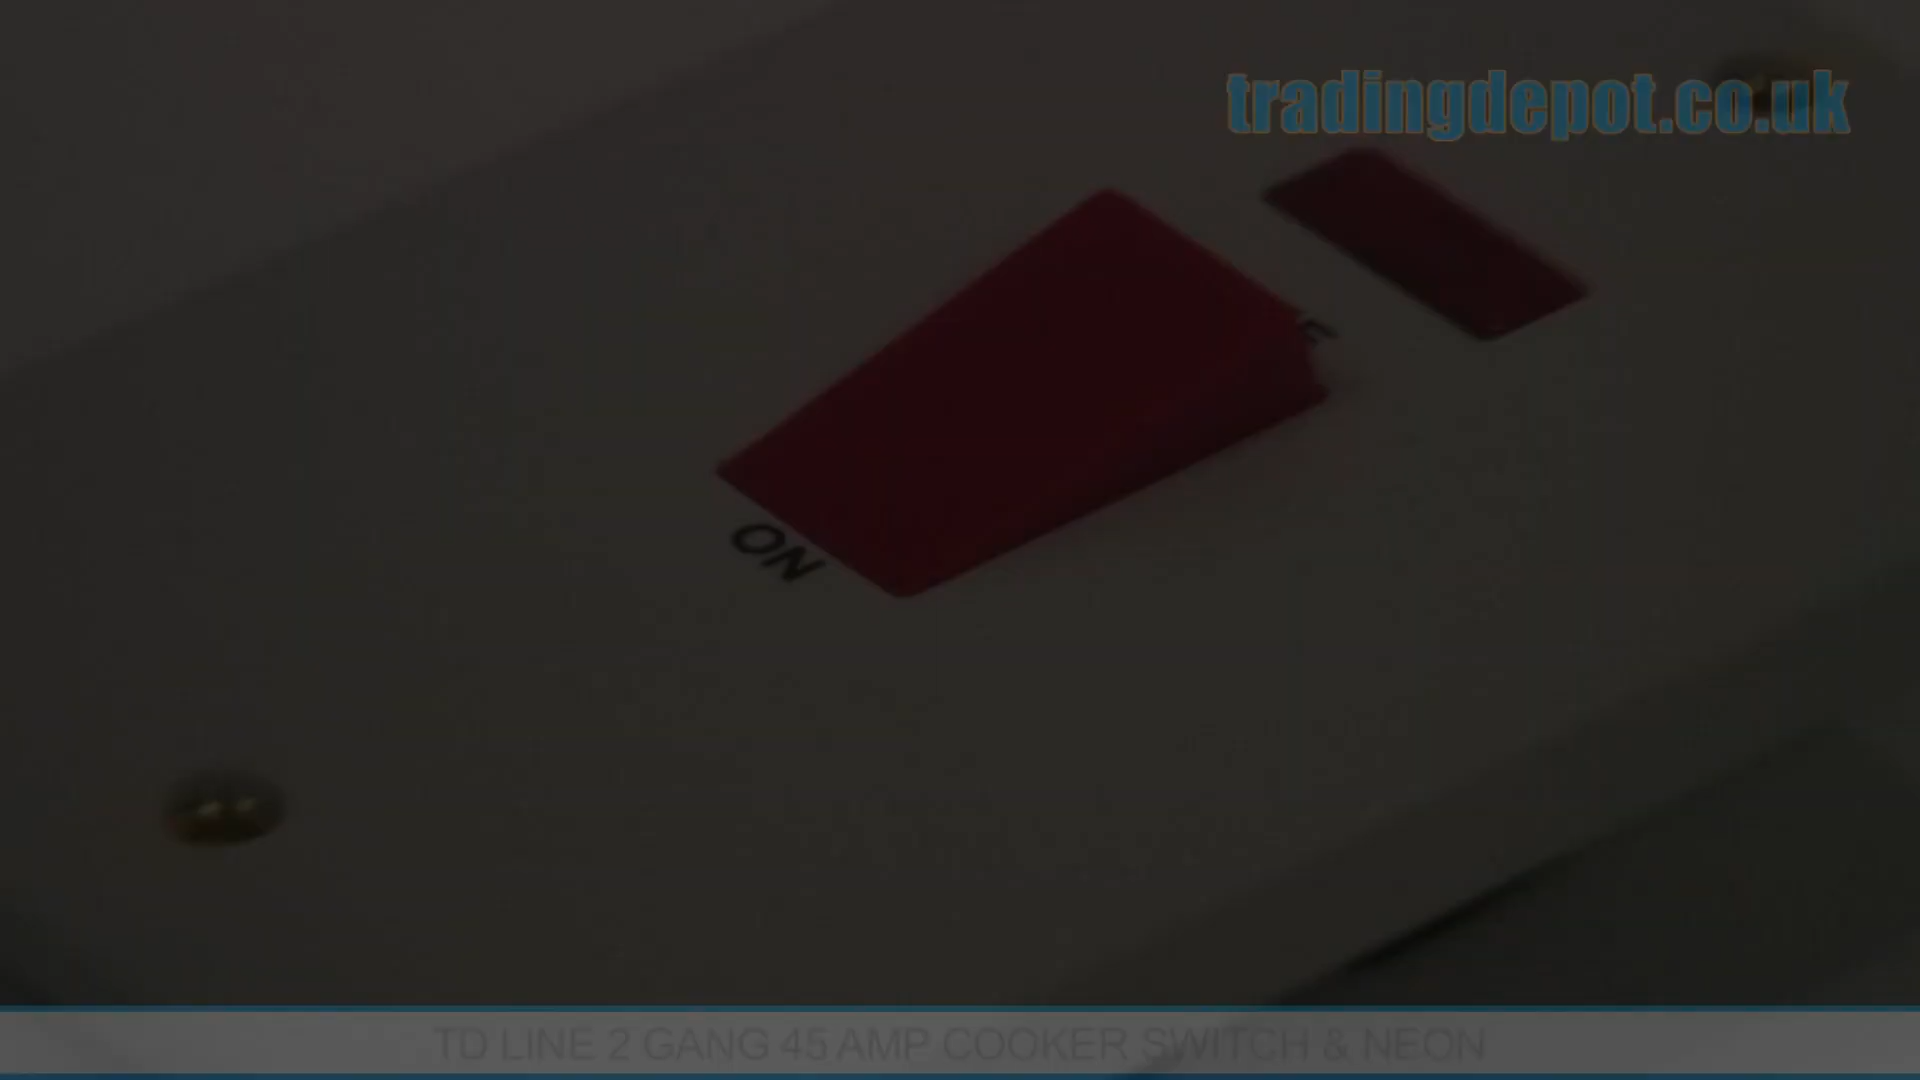 tradingdepot.co.uk
ON
TD LINE 2 GANG 45 AMP COOKER SWITCH & NEON